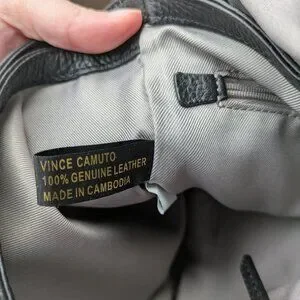 VINCE CAMUTO
100% GENUINE LEATHER
MADE IN CAMBODIA